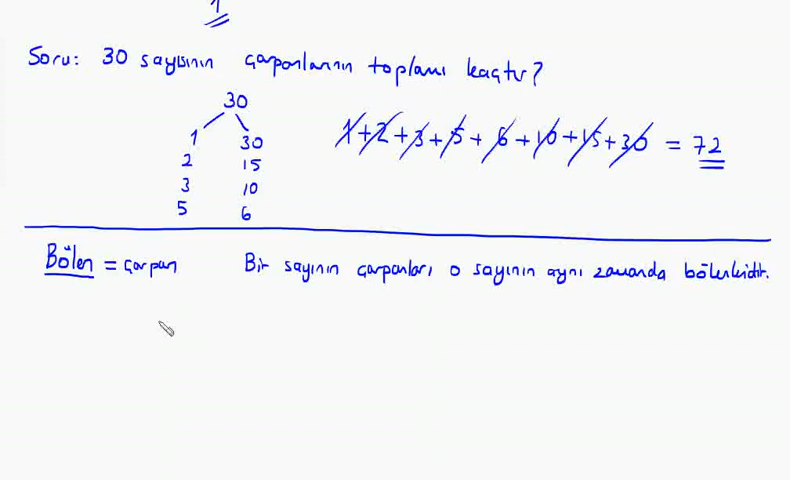 1
Soru: 30 sayısının çarpanlarının toplamı kaçtır?
30
1 30
2 15
3 10
5 6
1+2+3+5+6+10+15+30 = 72
Bölen = çarpan Bir sayının çarpanları o sayının aynı zamanda bölenleridir.